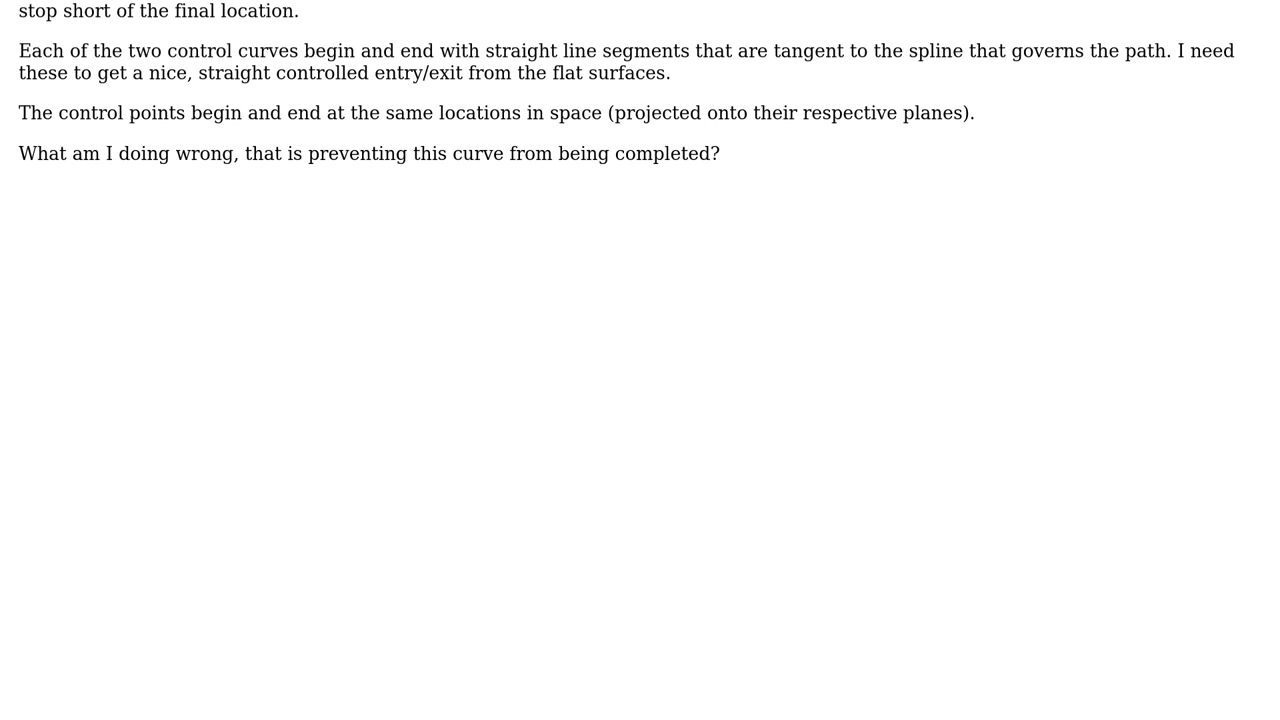 stop short of the final location.
Each of the two control curves begin and end with straight line segments that are tangent to the spline that governs the path. I need
these to get a nice, straight controlled entry/exit from the flat surfaces.
The control points begin and end at the same locations in space (projected onto their respective planes).
What am I doing wrong, that is preventing this curve from being completed?